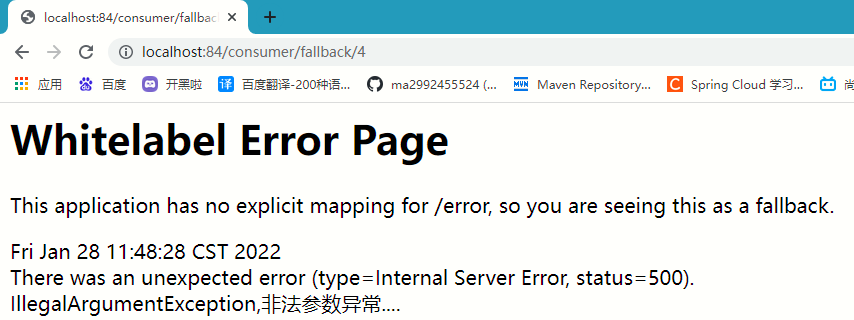 localhost:84/consumer/fallbac
localhost:84/consumer/fallback/4
应用 百度 开黑啦 百度翻译-200种语... ma2992455524 (... Maven Repository... Spring Cloud 学习... 尚
Whitelabel Error Page
This application has no explicit mapping for /error, so you are seeing this as a fallback.
Fri Jan 28 11:48:28 CST 2022
There was an unexpected error (type=Internal Server Error, status=500).
IllegalArgumentException,非法参数异常....